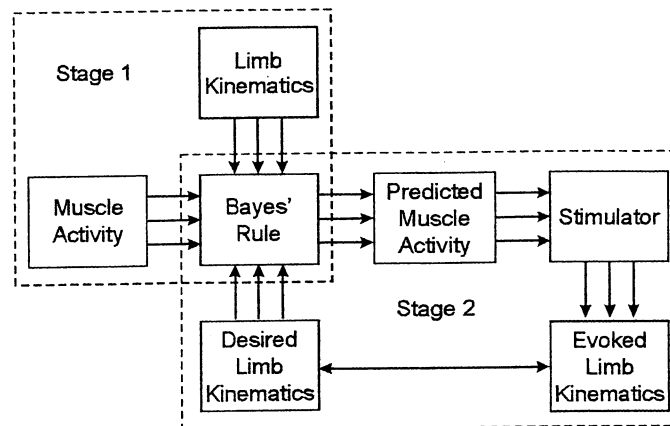 Stage 1
Limb
Kinematics
Muscle
Activity
Bayes'
Rule
Predicted
Muscle
Activity
Stimulator
Stage 2
Desired
Limb
Kinematics
Evoked
Limb
Kinematics